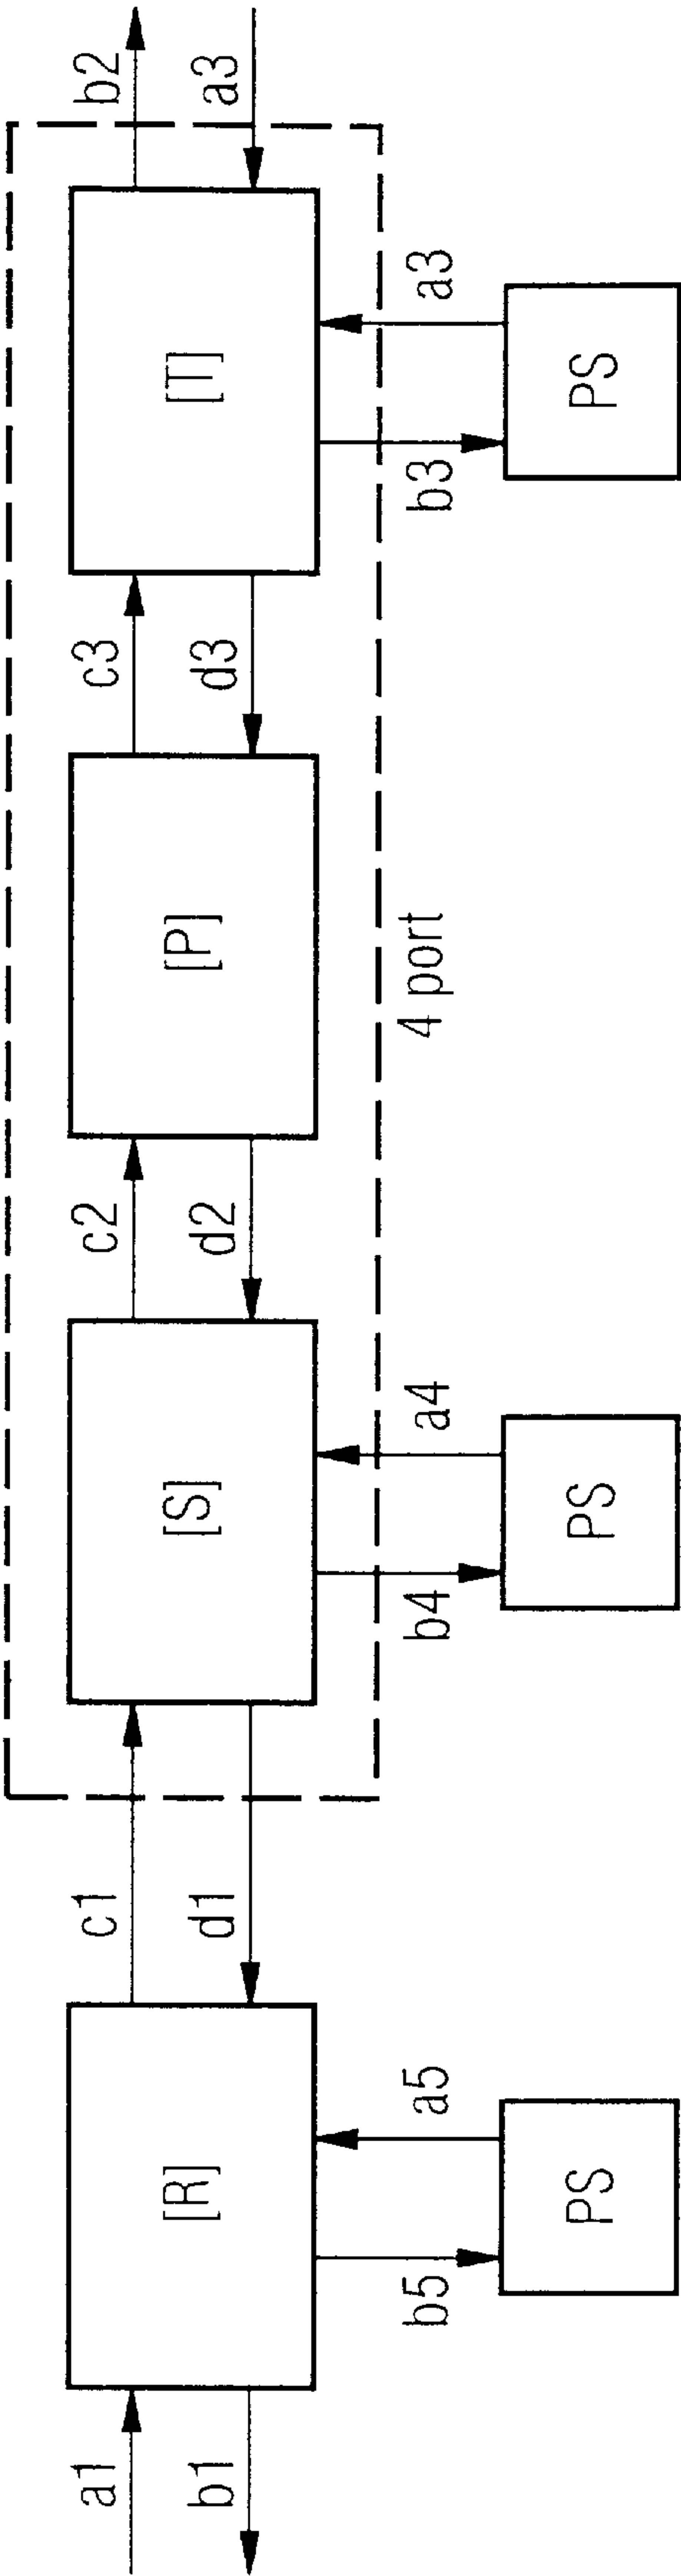 a1
c1
c2
c3
b2
b1
d1
d2
d3
a3
[R]
[S]
[P]
[T]
b5
a5
b4
a4
4 port
b3
a3
PS
PS
PS